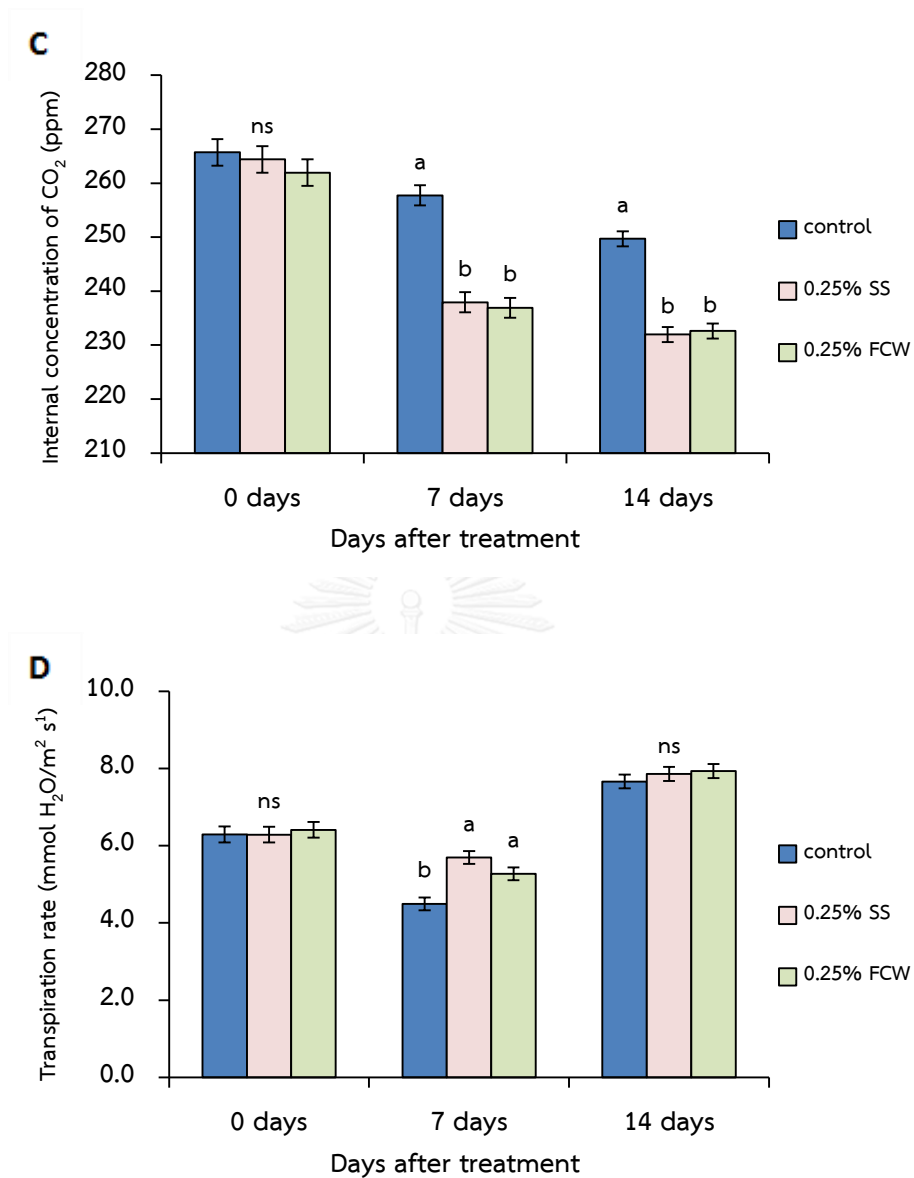 C
Internal concentration of CO₂ (ppm)
280
270
260
250
240
230
220
210
ns
a
b
b
a
b
b
0 days
7 days
14 days
Days after treatment
control
0.25% SS
0.25% FCW
D
Transpiration rate (mmol H₂O/m² s¹)
10.0
8.0
6.0
4.0
2.0
0.0
ns
b
a
a
ns
0 days
7 days
14 days
Days after treatment
control
0.25% SS
0.25% FCW